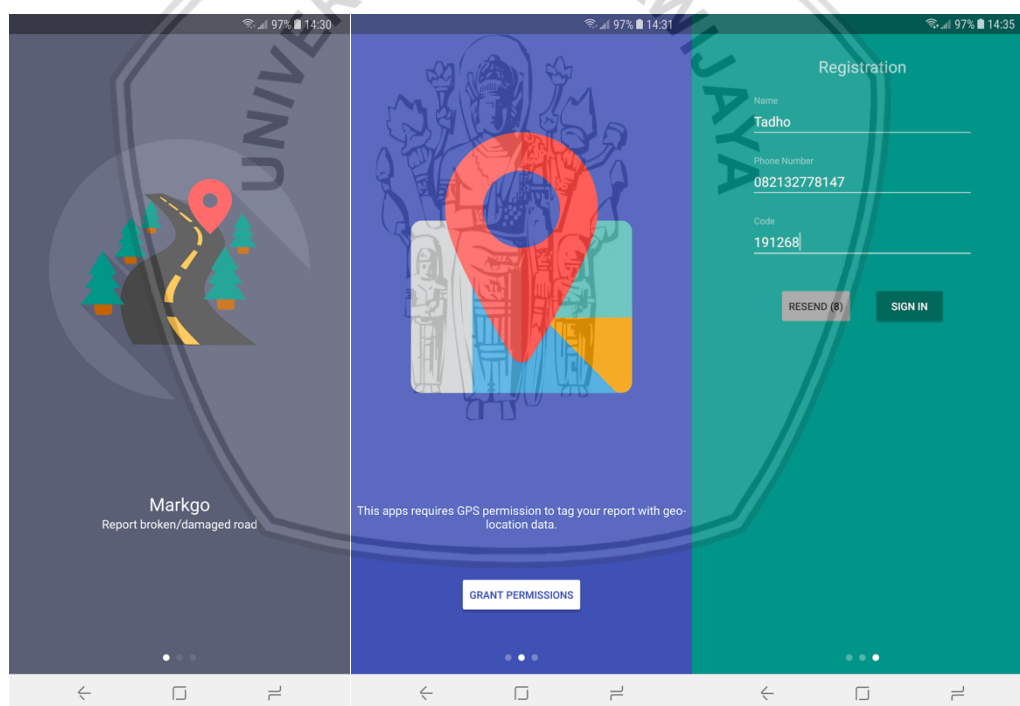 97% 14:30
Markgo
Report broken/damaged road
97% 14:31
This apps requires GPS permission to tag your report with geo-
location data.
GRANT PERMISSIONS
97% 14:35
Registration
Name
Tadho
Phone Number
082132778147
Code
191268
RESEND (8)
SIGN IN